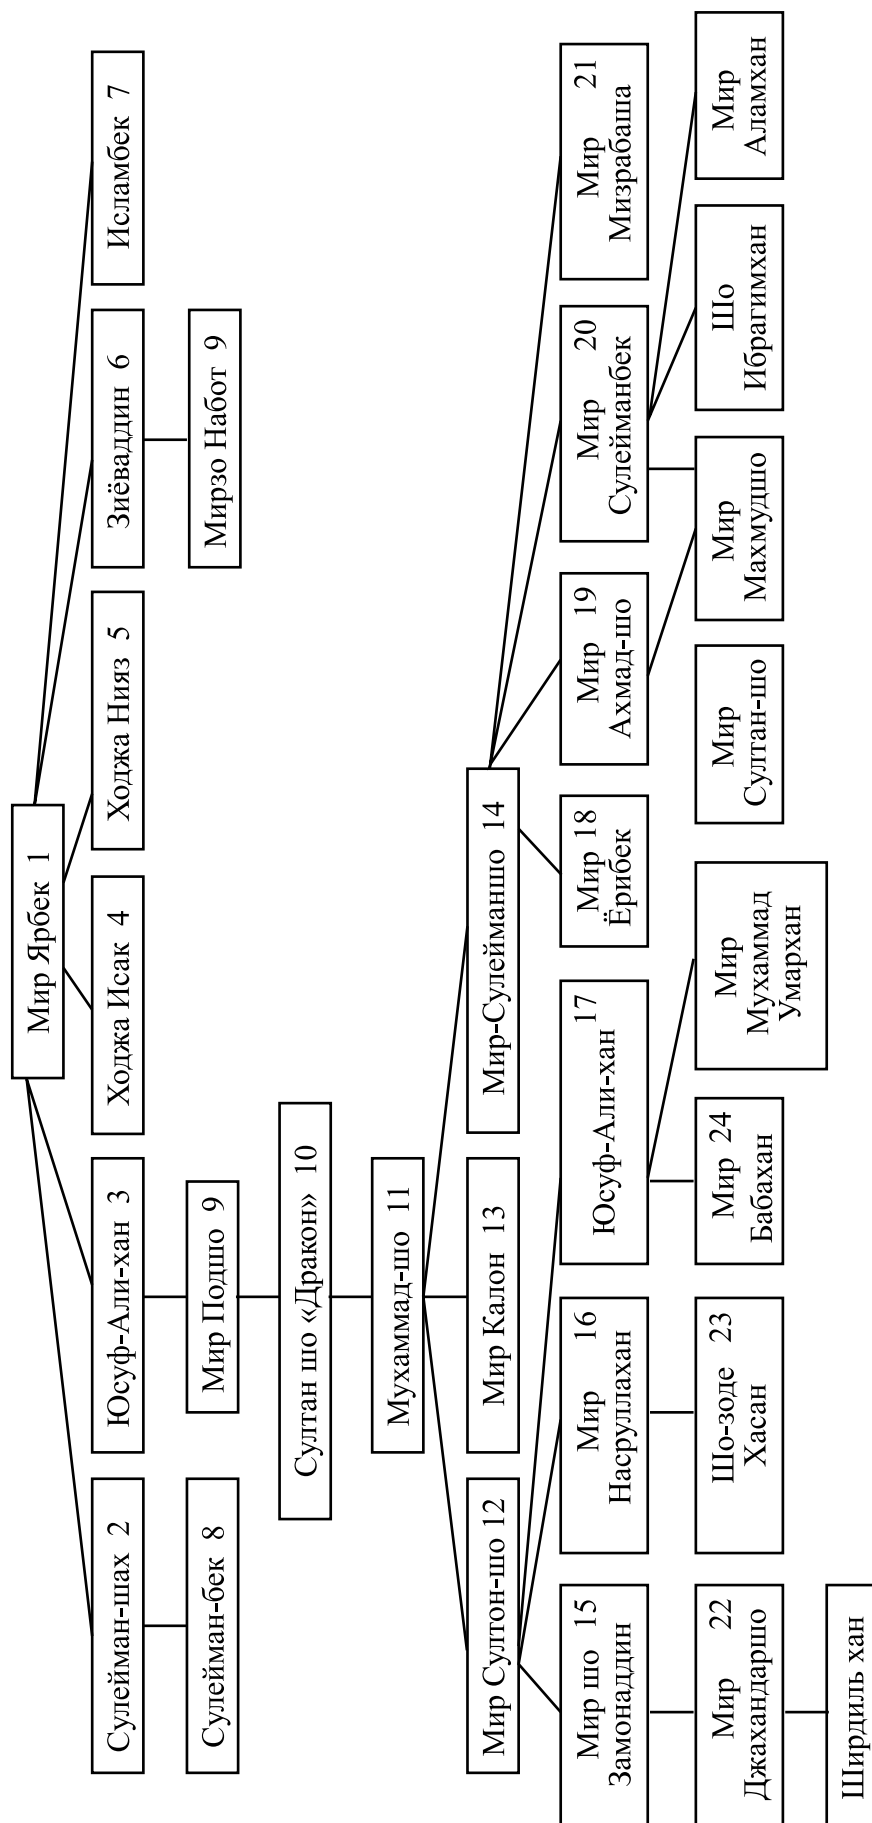 Мир Ярбек 1
Сулейман-шах 2
Юсуф-Али-хан 3
Ходжа Исак 4
Ходжа Нияз 5
Зиёваддин 6
Исламбек 7
Сулейман-бек 8
Мир Подшо 9
Мирзо Набот 9
Султан шо «Дракон» 10
Мухаммад-шо 11
Мир Султон-шо 12
Мир Калон 13
Мир-Сулейманшо 14
Мир шо 15
Замонаддин
Мир 16
Насруллахан
Юсуф-Али-хан 17
Мир 18
Ёрибек
Мир 19
Ахмад-шо
Мир 20
Сулейманбек
Мир 21
Мизрабаша
Мир 22
Джахандаршо
Шо-зоде 23
Хасан
Мир 24
Бабахан
Мир
Мухаммад
Умархан
Мир
Султан-шо
Мир
Махмудшо
Шо
Ибрагимхан
Мир
Аламхан
Ширдиль хан